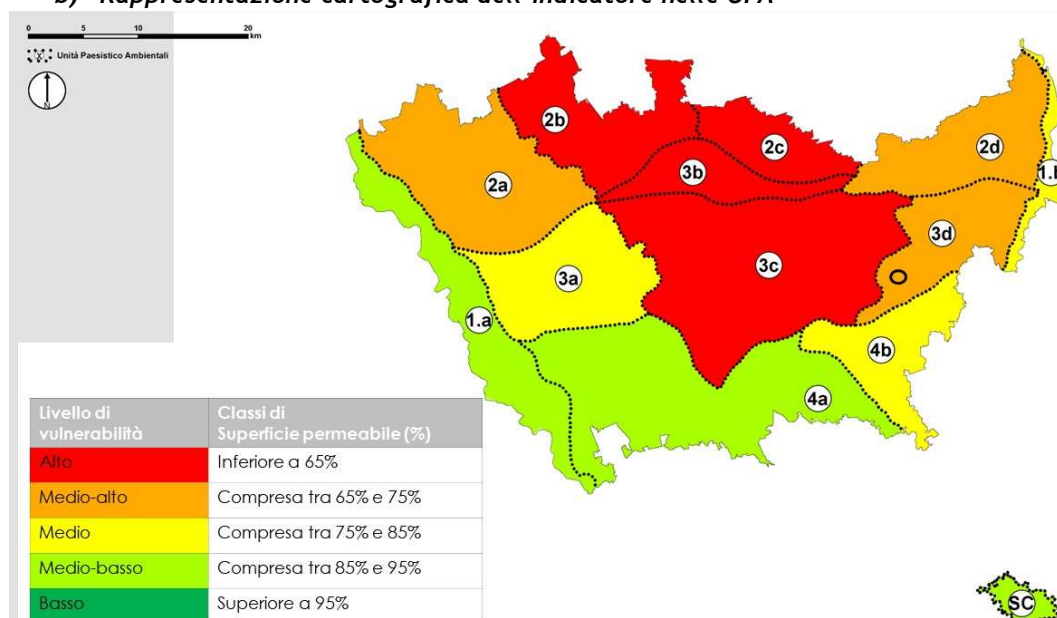 b) Rappresentazione cartografica dell'indicatore nelle UPA
0 5 10 20
km
Unità Paesistico Ambientali
N
2b
2c
2d
3b
2a
3d
3c
3a
1.a
4b
4a
Livello di vulnerabilità Classi di Superficie permeabile (%)
Alto Inferiore a 65%
Medio-alto Compresa tra 65% e 75%
Medio Compresa tra 75% e 85%
Medio-basso Compresa tra 85% e 95%
Basso Superiore a 95%
SC